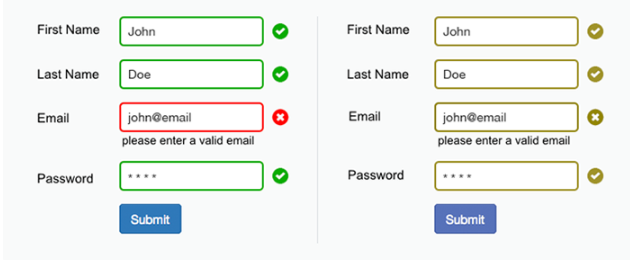 First Name John
Last Name Doe
Email john@email
please enter a valid email
Password * * * *
Submit
First Name John
Last Name Doe
Email john@email
please enter a valid email
Password * * * *
Submit